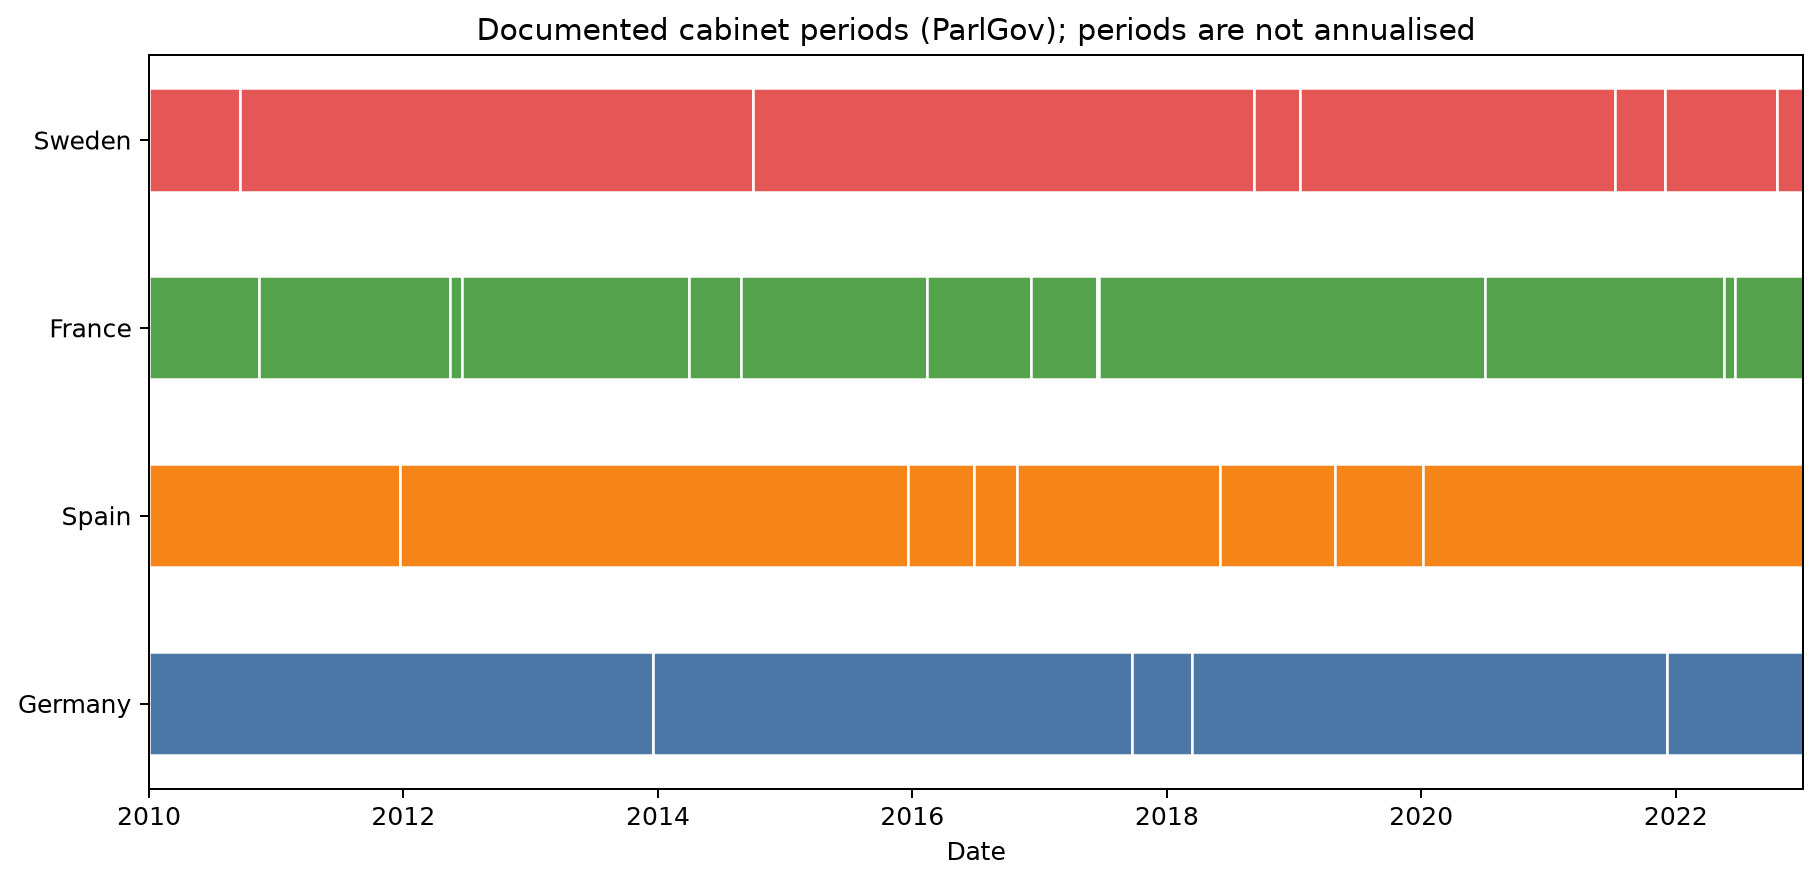 Documented cabinet periods (ParlGov); periods are not annualised
Sweden
France
Spain
Germany
2010 2012 2014 2016 2018 2020 2022
Date